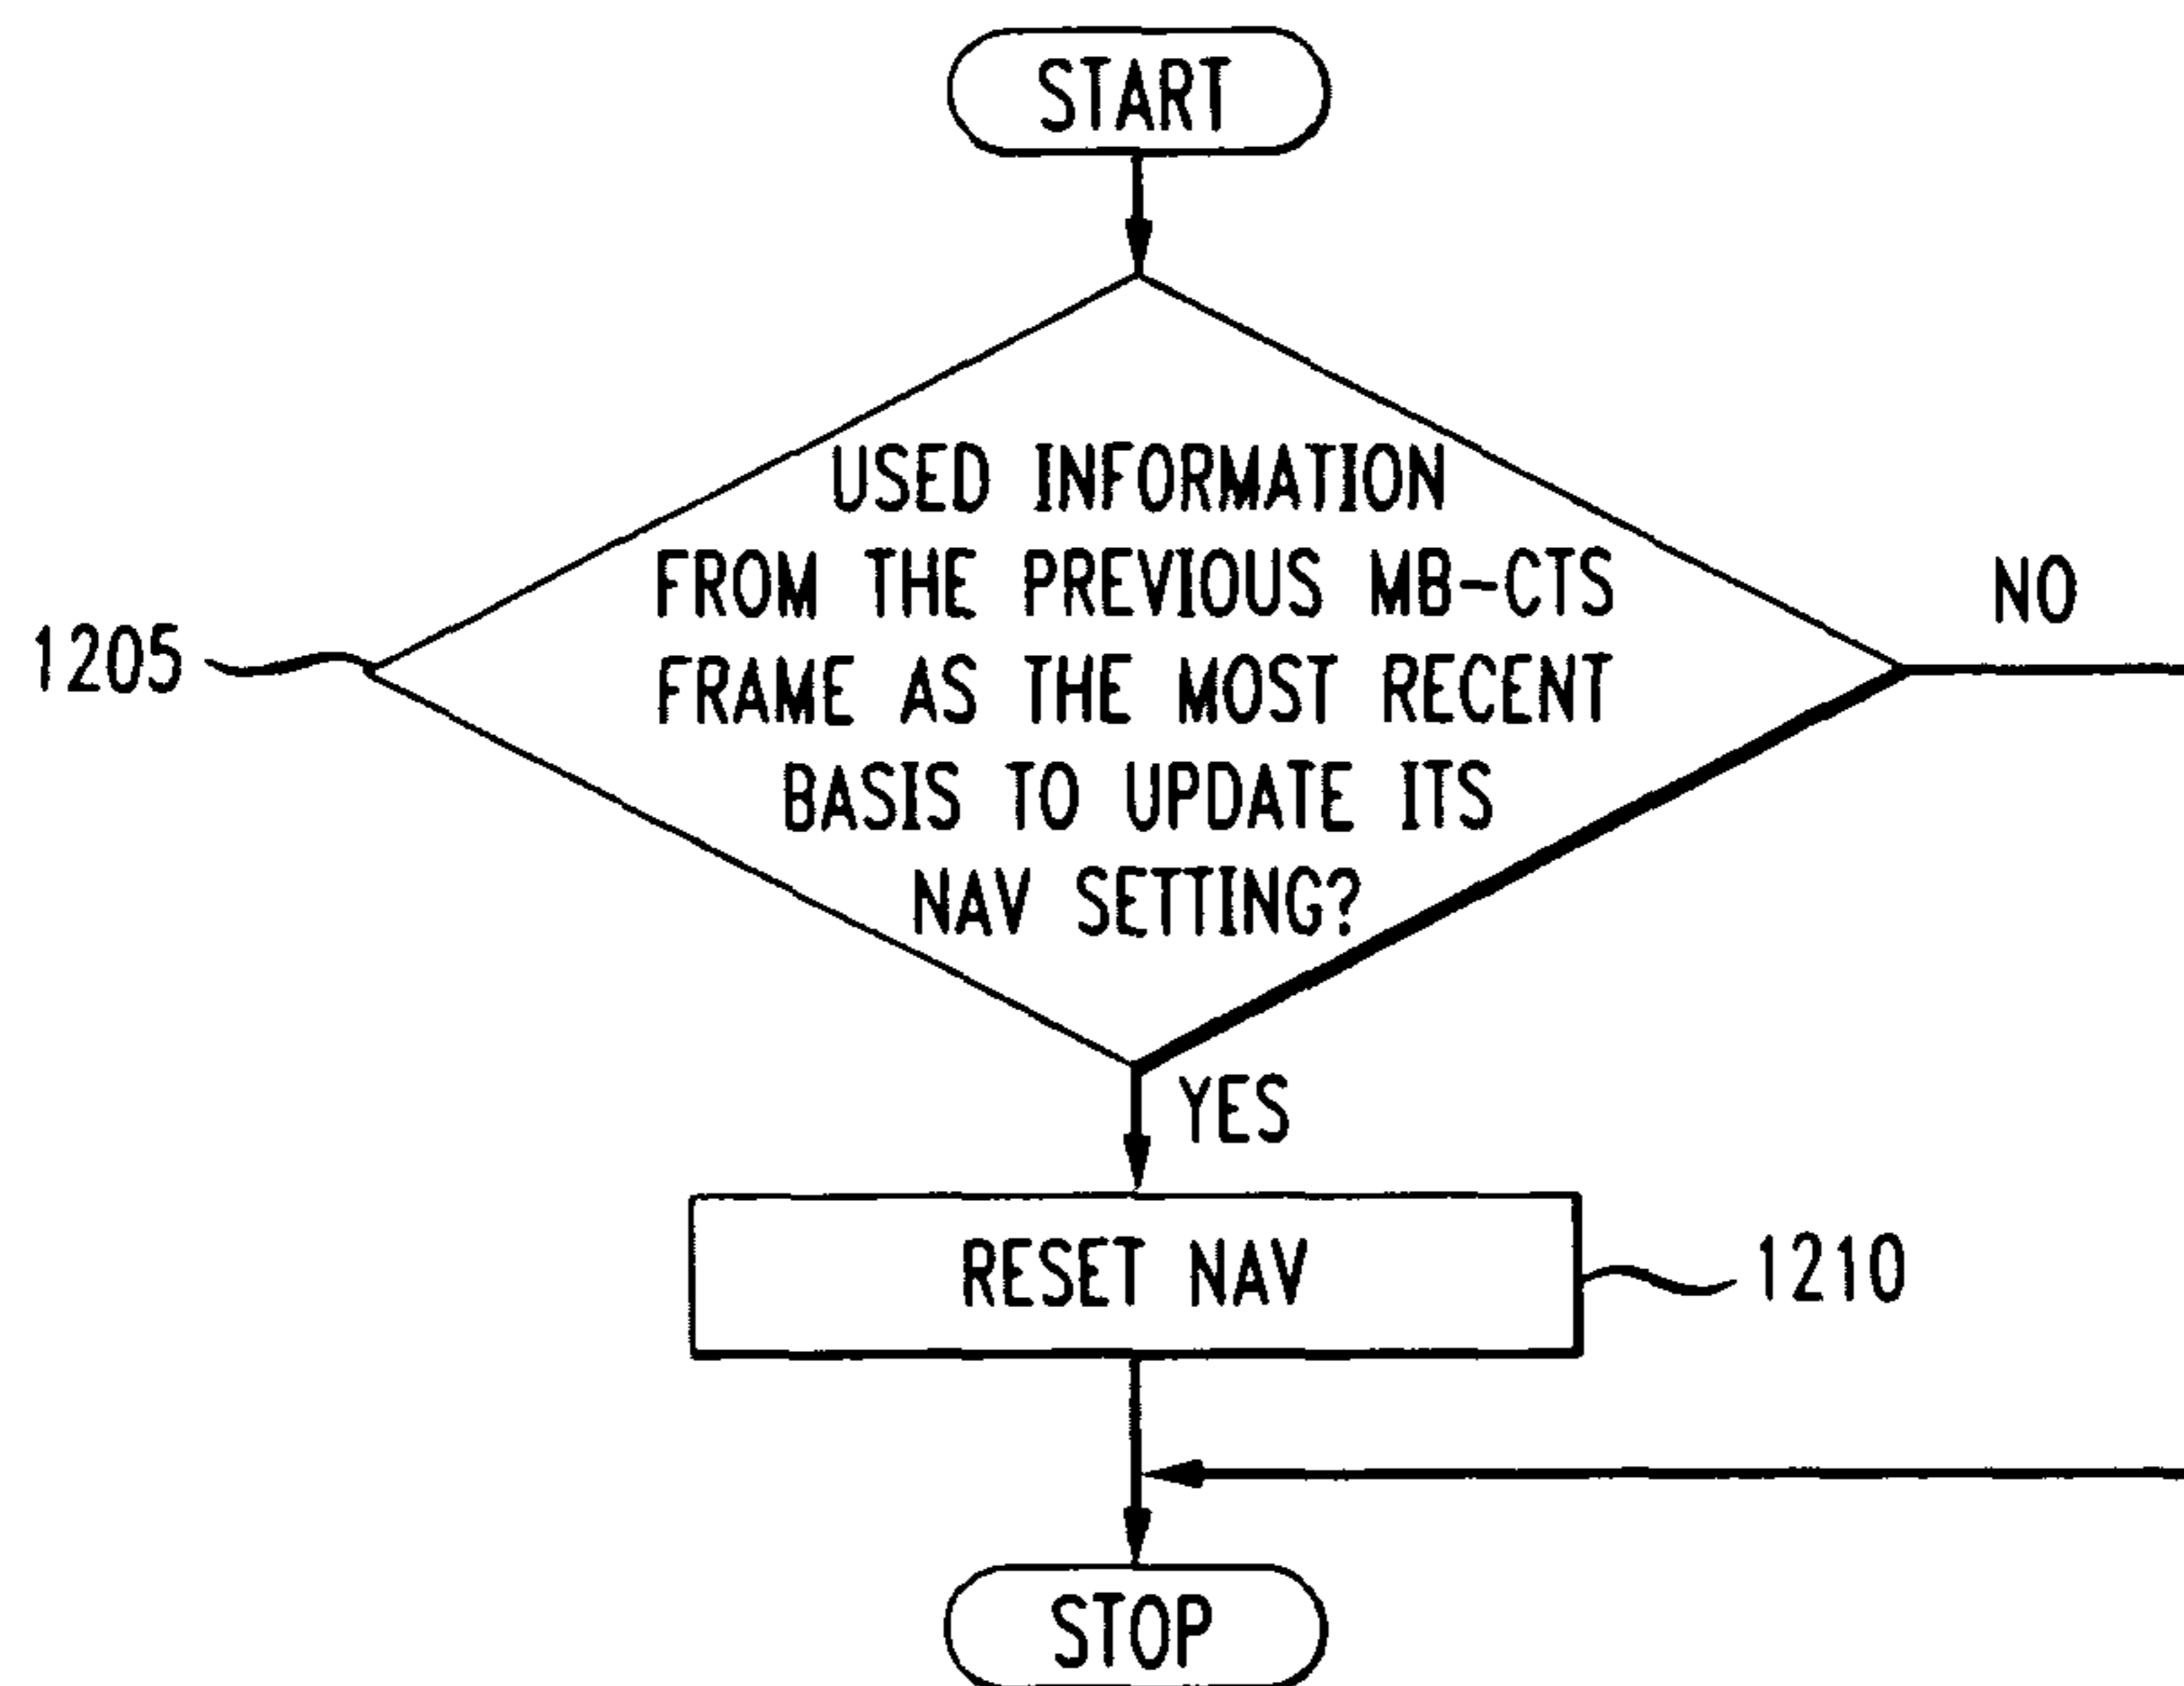 START
USED INFORMATION
FROM THE PREVIOUS MB-CTS
FRAME AS THE MOST RECENT
BASIS TO UPDATE ITS
NAV SETTING?
NO
1205
YES
RESET NAV
1210
STOP